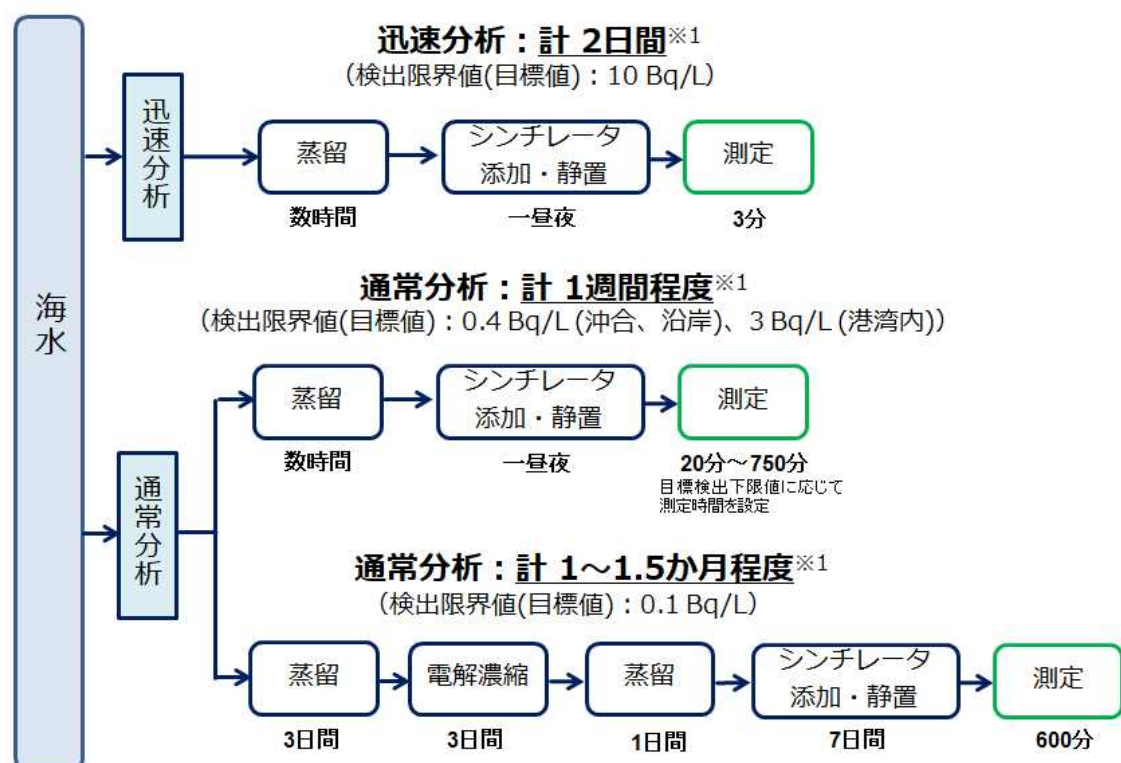 海水
迅速分析：計 2日間※1
（検出限界値(目標値)：10 Bq/L）
迅速分析
蒸留
シンチレータ
添加・静置
測定
数時間
一昼夜
3分
通常分析：計 1週間程度※1
（検出限界値(目標値)：0.4 Bq/L (沖合、沿岸)、3 Bq/L (港湾内)）
通常分析
蒸留
シンチレータ
添加・静置
測定
数時間
一昼夜
20分～750分
目標検出下限値に応じて
測定時間を設定
通常分析：計 1～1.5か月程度※1
（検出限界値(目標値)：0.1 Bq/L）
蒸留
電解濃縮
蒸留
シンチレータ
添加・静置
測定
3日間
3日間
1日間
7日間
600分